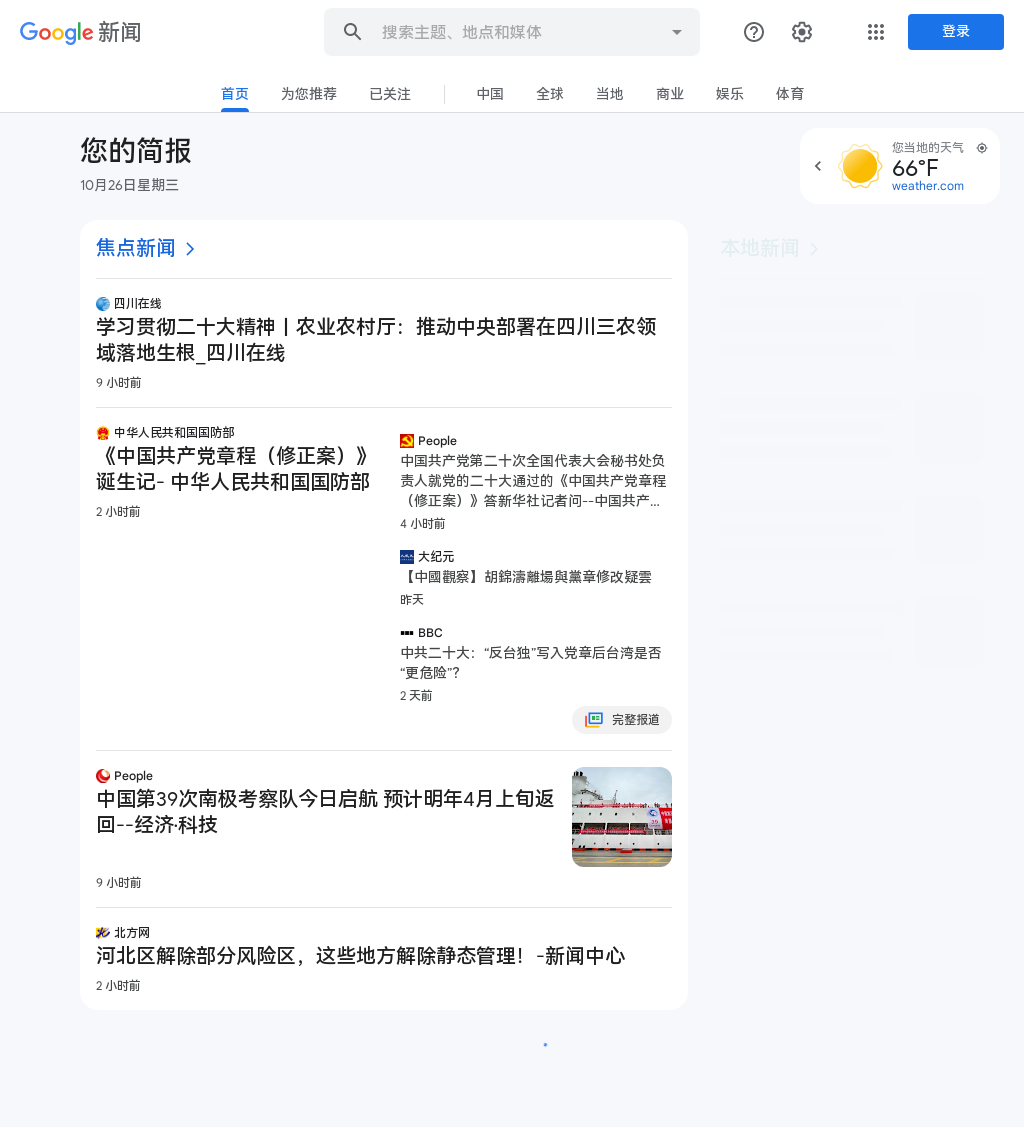 Google 新闻
搜索主题、地点和媒体
登录
首页 为您推荐 已关注 中国 全球 当地 商业 娱乐 体育
您的简报
10月26日星期三
您当地的天气
66°F
weather.com
焦点新闻
本地新闻
四川在线
学习贯彻二十大精神丨农业农村厅：推动中央部署在四川三农领
域落地生根_四川在线
9 小时前
中华人民共和国国防部
《中国共产党章程（修正案）》
诞生记- 中华人民共和国国防部
2 小时前
People
中国共产党第二十次全国代表大会秘书处负
责人就党的二十大通过的《中国共产党章程
（修正案）》答新华社记者问--中国共产...
4 小时前
大纪元
【中國觀察】胡錦濤離場與黨章修改疑雲
昨天
BBC
中共二十大：“反台独”写入党章后台湾是否
“更危险”？
2 天前
完整报道
People
中国第39次南极考察队今日启航 预计明年4月上旬返
回--经济·科技
9 小时前
北方网
河北区解除部分风险区，这些地方解除静态管理！-新闻中心
2 小时前